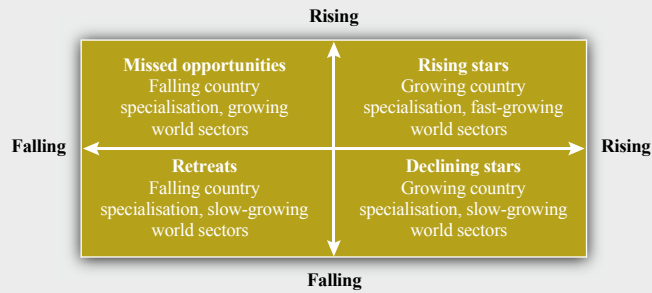 Rising
Missed opportunities
Falling country
specialisation, growing
world sectors
Rising stars
Growing country
specialisation, fast-growing
world sectors
Falling
Rising
Retreats
Falling country
specialisation, slow-growing
world sectors
Declining stars
Growing country
specialisation, slow-growing
world sectors
Falling